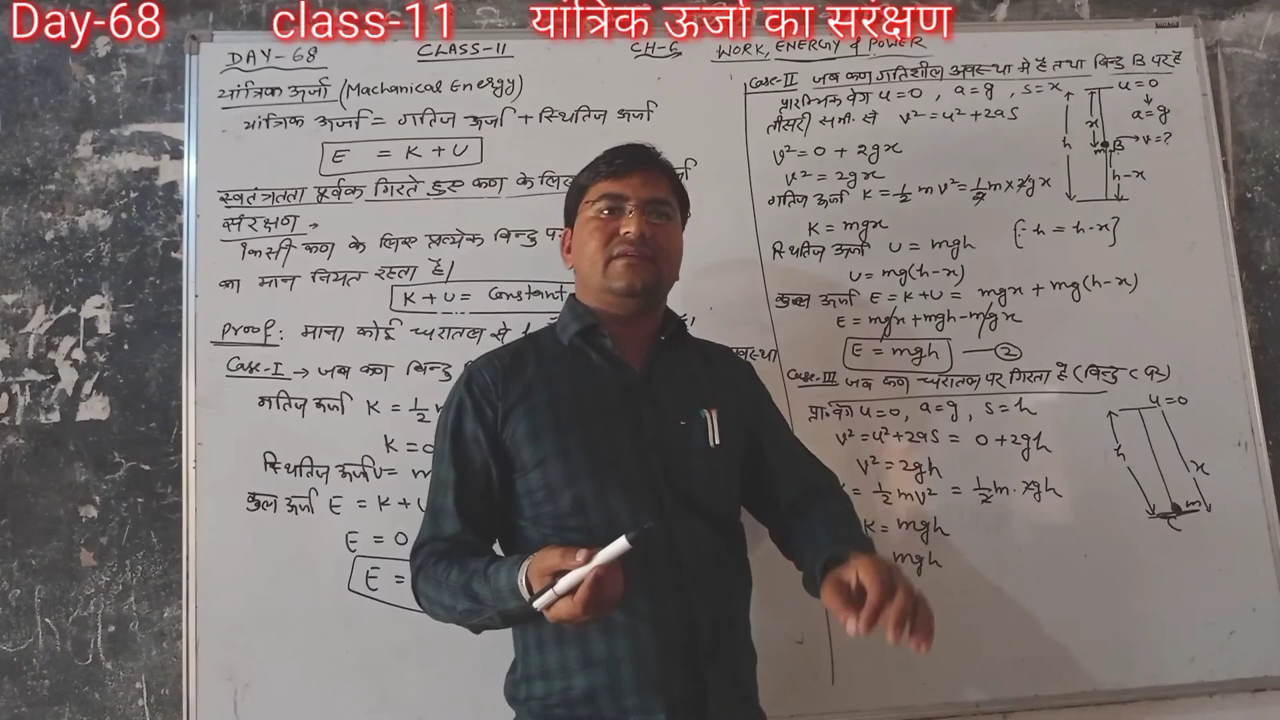 Day-68 class-11 यांत्रिक ऊर्जा का सरंक्षण
DAY-68 CLASS-11 CH-6 WORK, ENERGY & POWER
यांत्रिक ऊर्जा (Machanical Energy)
यांत्रिक ऊर्जा = गतिज ऊर्जा + स्थितिज ऊर्जा
E = K+U
स्वतंत्रतता पूर्वक गिरते हुए कण के लिए
संरक्षण →
किसी कण के लिए प्रत्येक बिन्दु
का मान नियत रहता है।
K+U = Constant
Proof: माना कोई धरातल से
Case-I → जब कण बिन्दु
गतिज ऊर्जा K = 1/2
K = 0
स्थितिज ऊर्जा U =
कुल ऊर्जा E = K+U
E = 0
E =
Case-II जब कण गतिशील अवस्था में है तथा बिन्दु B पर है
प्रारम्भिक वेग u=0, a=g, s=x
तीसरी समी. से v²=u²+2as
v²=0+2gx
v²=2gx
गतिज ऊर्जा K=1/2 mv²=1/2 m×2gx
K=mgx
स्थितिज ऊर्जा U=mgh [∵h=h-x]
U=mg(h-x)
कुल ऊर्जा E=K+U= mgx+mg(h-x)
E=mgx+mgh-mgx
E=mgh —②
u=0
a=g
h
x
m B → v=?
h-x
Case-III जब कण धरातल पर गिरता है (बिन्दु C पर)
u=0, a=g, s=h
v²=u²+2as = 0+2gh
v²=2gh
= 1/2 mv² = 1/2 m.2gh
K=mgh
mgh
u=0
h
x
m
C